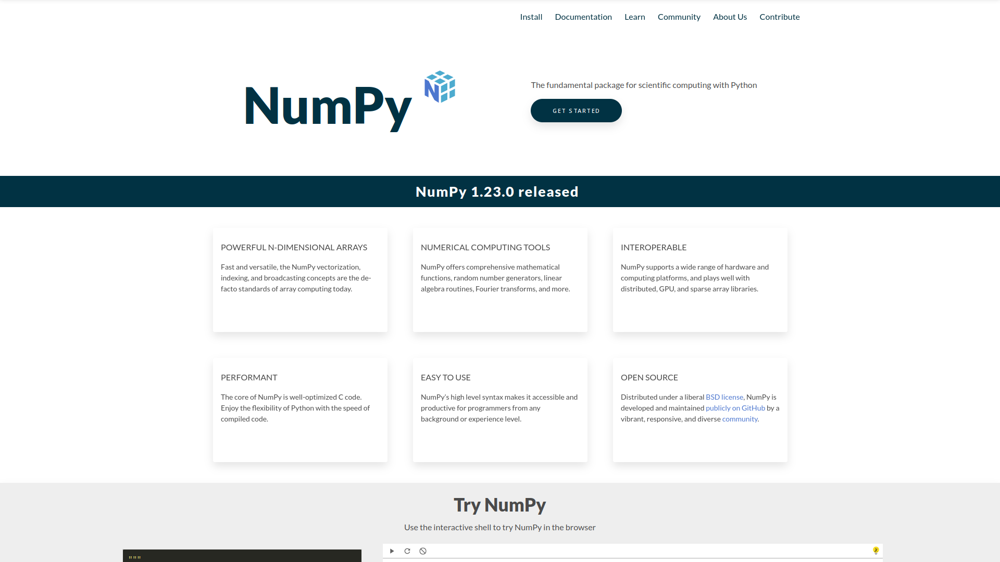 Install Documentation Learn Community About Us Contribute
NumPy
The fundamental package for scientific computing with Python
GET STARTED
NumPy 1.23.0 released
POWERFUL N-DIMENSIONAL ARRAYS
Fast and versatile, the NumPy vectorization,
indexing, and broadcasting concepts are the de-
facto standards of array computing today.
NUMERICAL COMPUTING TOOLS
NumPy offers comprehensive mathematical
functions, random number generators, linear
algebra routines, Fourier transforms, and more.
INTEROPERABLE
NumPy supports a wide range of hardware and
computing platforms, and plays well with
distributed, GPU, and sparse array libraries.
PERFORMANT
The core of NumPy is well-optimized C code.
Enjoy the flexibility of Python with the speed of
compiled code.
EASY TO USE
NumPy’s high level syntax makes it accessible and
productive for programmers from any
background or experience level.
OPEN SOURCE
Distributed under a liberal BSD license, NumPy is
developed and maintained publicly on GitHub by a
vibrant, responsive, and diverse community.
Try NumPy
Use the interactive shell to try NumPy in the browser
"""